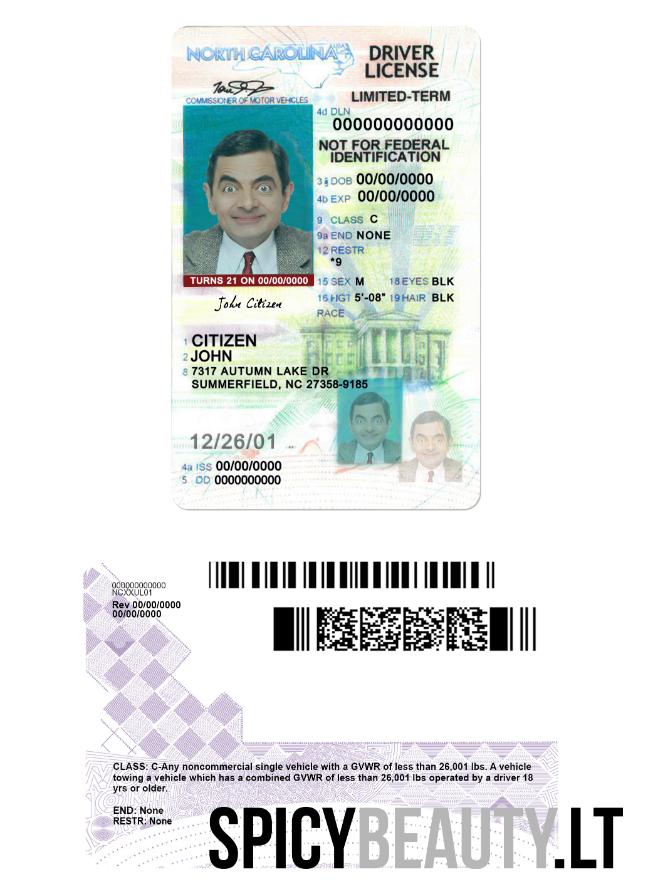 NORTH CAROLINA
DRIVER
LICENSE
COMMISSIONER OF MOTOR VEHICLES
LIMITED-TERM
4d DLN
000000000000
NOT FOR FEDERAL
IDENTIFICATION
3 DOB 00/00/0000
4b EXP 00/00/0000
9 CLASS C
9a END NONE
12 RESTR
*9
TURNS 21 ON 00/00/0000
15 SEX M 18 EYES BLK
16 HGT 5'-08" 19 HAIR BLK
John Citizen
RACE
1 CITIZEN
2 JOHN
8 7317 AUTUMN LAKE DR
SUMMERFIELD, NC 27358-9185
12/26/01
4a ISS 00/00/0000
5 DD 0000000000
000000000000
NCXXUL01
Rev 00/00/0000
00/00/0000
CLASS: C-Any noncommercial single vehicle with a GVWR of less than 26,001 lbs. A vehicle
towing a vehicle which has a combined GVWR of less than 26,001 lbs operated by a driver 18
yrs or older.
END: None
RESTR: None
SPICYBEAUTY.LT